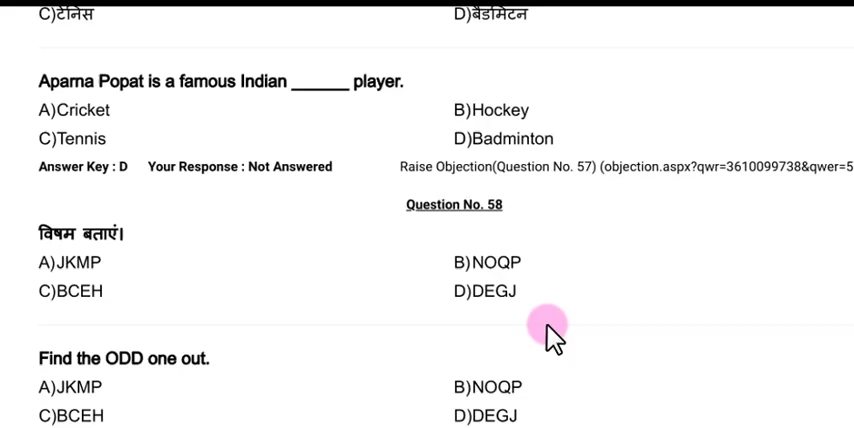 C)टेनिस D)बैडमिंटन
Aparna Popat is a famous Indian ______ player.
A)Cricket B)Hockey
C)Tennis D)Badminton
Answer Key : D Your Response : Not Answered Raise Objection(Question No. 57) (objection.aspx?qwr=3610099738&qwer=5
Question No. 58
विषम बताएं।
A)JKMP B)NOQP
C)BCEH D)DEGJ
Find the ODD one out.
A)JKMP B)NOQP
C)BCEH D)DEGJ